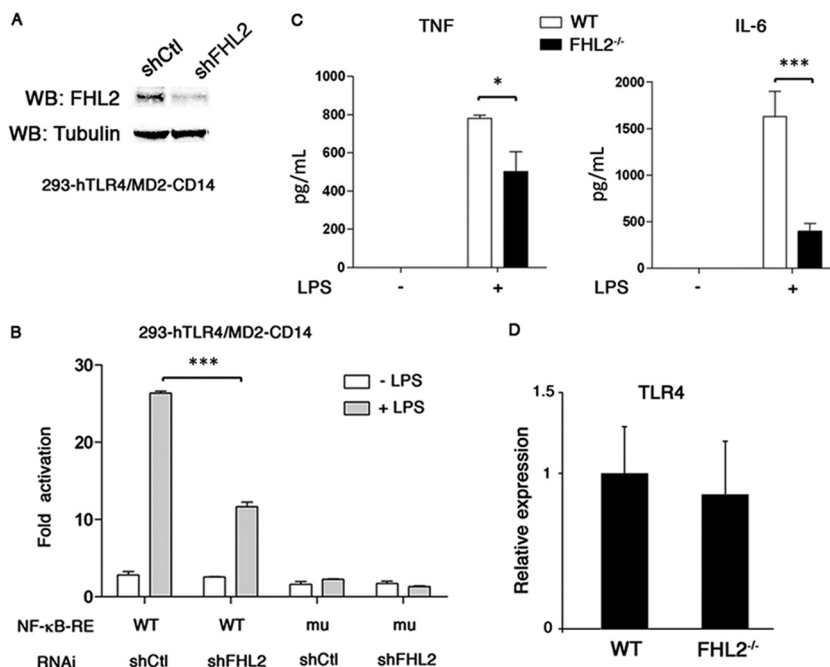 A
shCtl
shFHL2
WB: FHL2
WB: Tubulin
293-hTLR4/MD2-CD14
C
TNF
WT
FHL2-/-
IL-6
pg/mL
1000
800
600
400
200
0
*
LPS
-
+
pg/mL
2000
1500
1000
500
0
***
LPS
-
+
B
293-hTLR4/MD2-CD14
Fold activation
30
20
10
0
***
- LPS
+ LPS
NF-κB-RE WT WT mu mu
RNAi shCtl shFHL2 shCtl shFHL2
D
TLR4
Relative expression
1.5
1
0
WT FHL2-/-